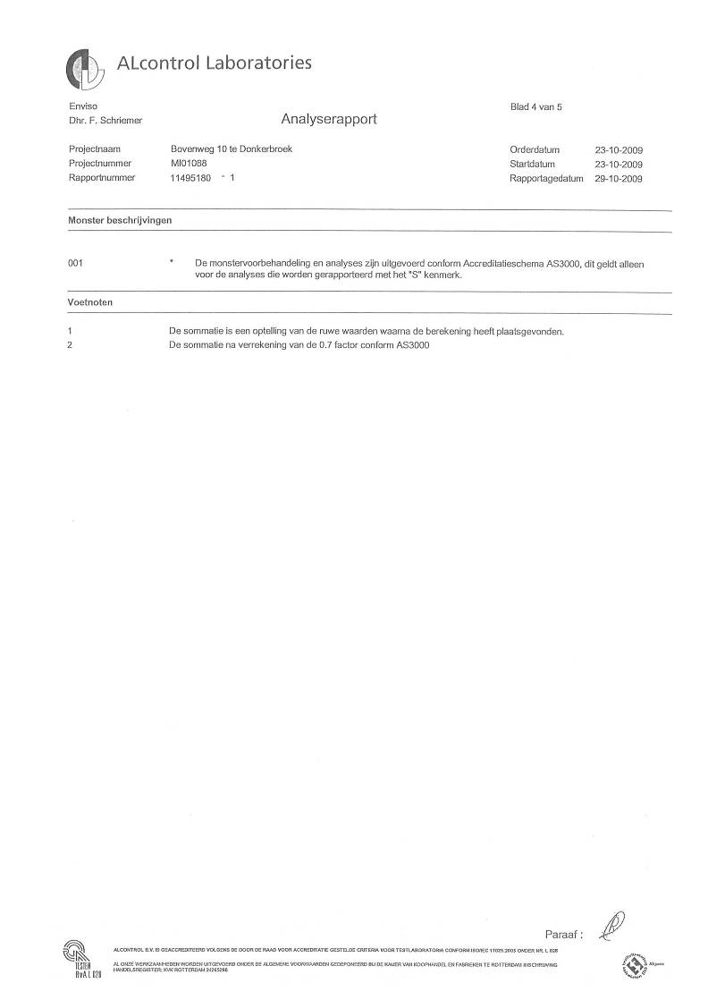 ALcontrol Laboratories
Enviso
Dhr. F. Schriemer
Analyserapport
Blad 4 van 5
Projectnaam Bovenweg 10 te Donkerbroek
Projectnummer MI01088
Rapportnummer 11495180 - 1
Orderdatum 23-10-2009
Startdatum 23-10-2009
Rapportagedatum 29-10-2009
Monster beschrijvingen
001 * De monstervoorbehandeling en analyses zijn uitgevoerd conform Accreditatieschema AS3000, dit geldt alleen
voor de analyses die worden gerapporteerd met het "S" kenmerk.
Voetnoten
1 De sommatie is een optelling van de ruwe waarden waarna de berekening heeft plaatsgevonden.
2 De sommatie na verrekening van de 0.7 factor conform AS3000
Paraaf :
TESTEN
RvA L 028
ALCONTROL B.V. IS GEACCREDITEERD VOLGENS DE DOOR DE RAAD VOOR ACCREDITATIE GESTELDE CRITERIA VOOR TESTLABORATORIA CONFORM ISO/IEC 17025:2005 ONDER NR. L 028
AL ONZE WERKZAAMHEDEN WORDEN UITGEVOERD ONDER DE ALGEMENE VOORWAARDEN GEDEPONEERD BIJ DE KAMER VAN KOOPHANDEL EN FABRIEKEN TE ROTTERDAM INSCHRIJVING
HANDELSREGISTER: KVK ROTTERDAM 24265286